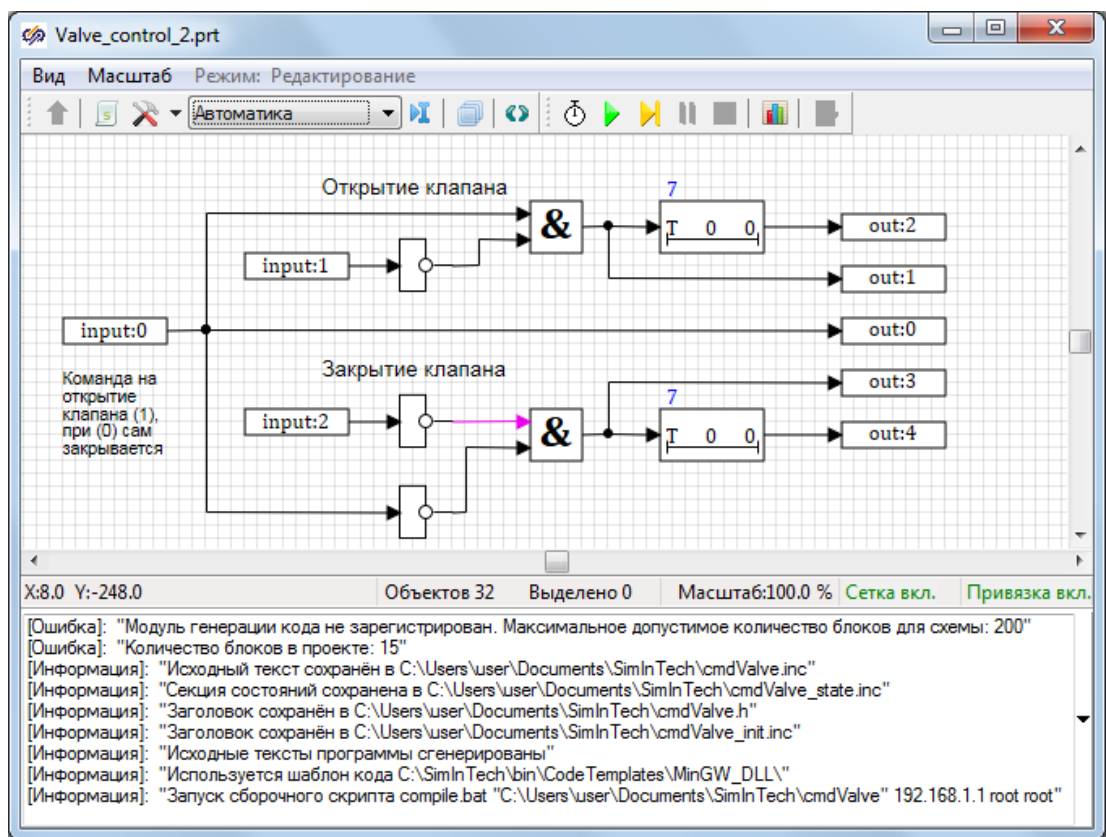 Valve_control_2.prt
Вид Масштаб Режим: Редактирование
Автоматика
Открытие клапана
7
& T 0 0 out:2
input:1 out:1
input:0 out:0
Закрытие клапана
Команда на
открытие
клапана (1),
при (0) сам
закрывается
out:3
7
input:2 & T 0 0 out:4
X:8.0 Y:-248.0 Объектов 32 Выделено 0 Масштаб:100.0 % Сетка вкл. Привязка вкл.
[Ошибка]: "Модуль генерации кода не зарегистрирован. Максимальное допустимое количество блоков для схемы: 200"
[Ошибка]: "Количество блоков в проекте: 15"
[Информация]: "Исходный текст сохранён в C:\Users\user\Documents\SimInTech\cmdValve.inc"
[Информация]: "Секция состояний сохранена в C:\Users\user\Documents\SimInTech\cmdValve_state.inc"
[Информация]: "Заголовок сохранён в C:\Users\user\Documents\SimInTech\cmdValve.h"
[Информация]: "Заголовок сохранён в C:\Users\user\Documents\SimInTech\cmdValve_init.inc"
[Информация]: "Исходные тексты программы сгенерированы"
[Информация]: "Используется шаблон кода C:\SimInTech\bin\CodeTemplates\MinGW_DLL\"
[Информация]: "Запуск сборочного скрипта compile.bat "C:\Users\user\Documents\SimInTech\cmdValve" 192.168.1.1 root root"